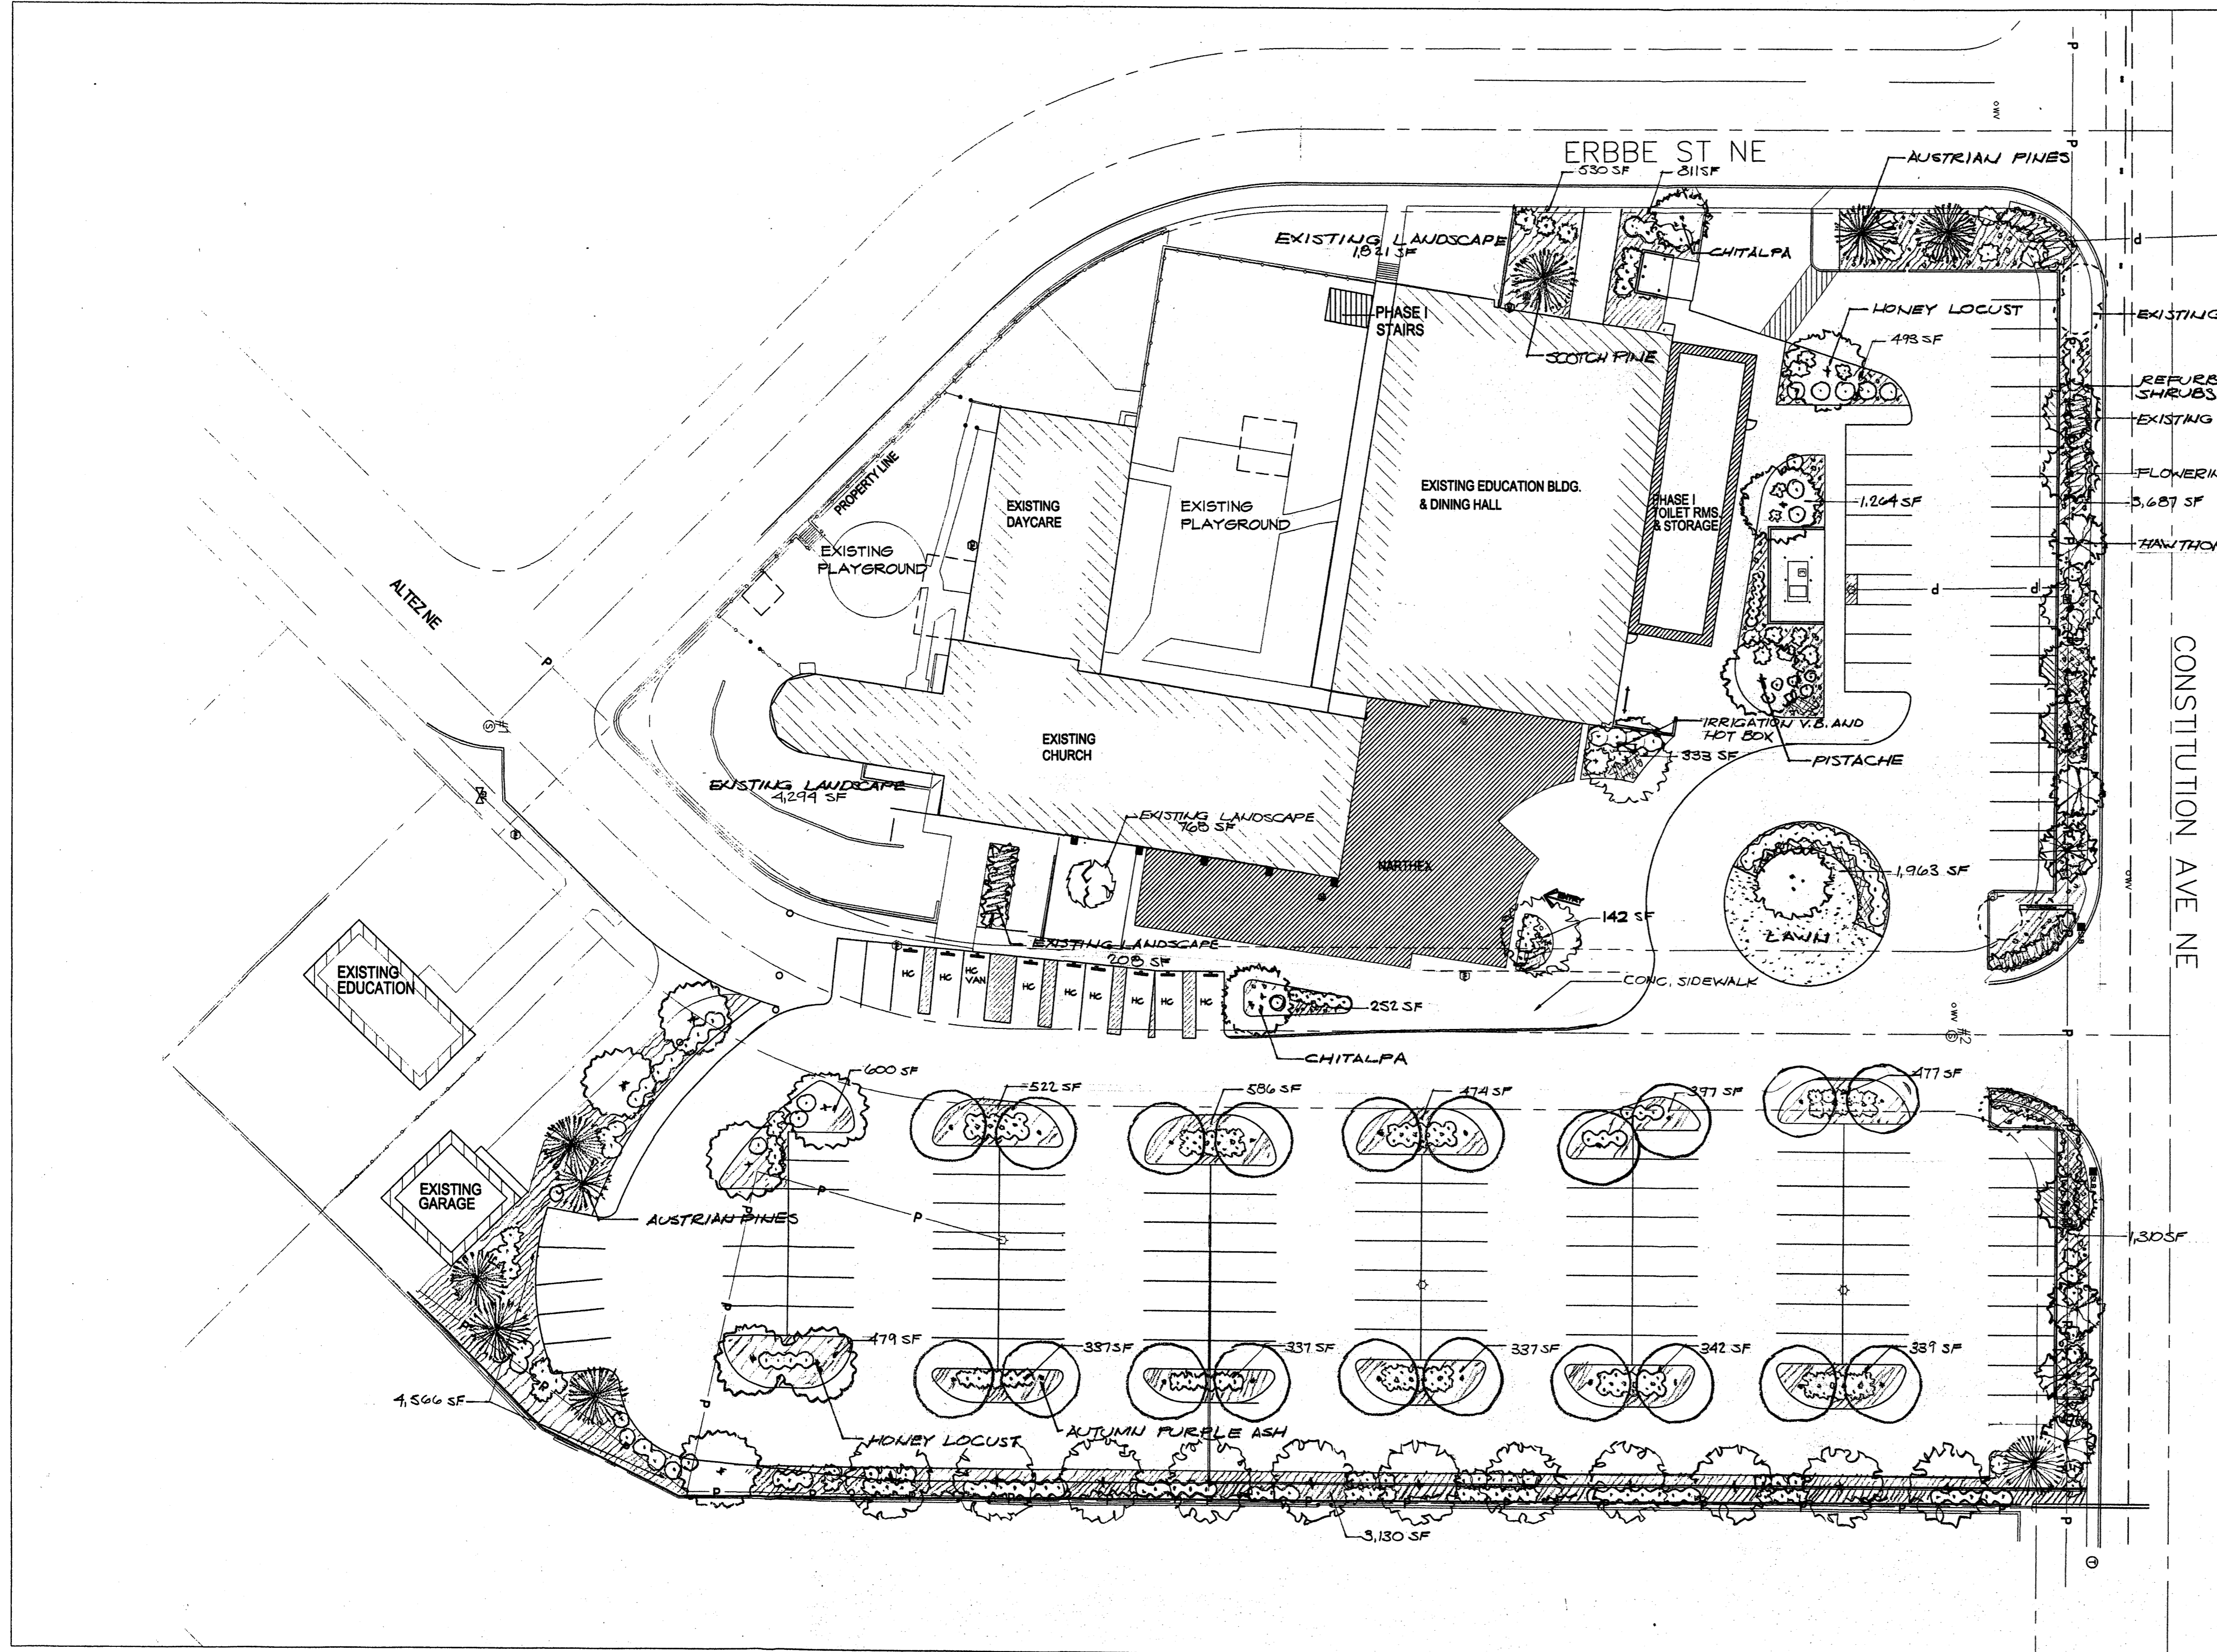 ERBBE ST NE
530 SF
811 SF
AUSTRIAN PINES
EXISTING LANDSCAPE
1,821 SF
CHITALPA
PHASE I
STAIRS
SCOTCH PINE
HONEY LOCUST
493 SF
EXISTING
REFURB
SHRUBS
EXISTING
FLOWERIN
3,687 SF
HAWTHO
PROPERTY LINE
EXISTING
DAYCARE
EXISTING
PLAYGROUND
EXISTING EDUCATION BLDG.
& DINING HALL
PHASE I
TOILET RMS.
& STORAGE
1,264 SF
EXISTING
PLAYGROUND
ALTEZ NE
CONSTITUTION AVE NE
EXISTING
CHURCH
IRRIGATION V.B. AND
HOT BOX
333 SF
PISTACHE
EXISTING LANDSCAPE
4,294 SF
EXISTING LANDSCAPE
768 SF
NARTHEX
1,963 SF
LAWN
142 SF
EXISTING LANDSCAPE
208 SF
HC
HC
HC
VAN
HC
HC
HC
HC
HC
HC
CONC. SIDEWALK
252 SF
CHITALPA
EXISTING
EDUCATION
EXISTING
GARAGE
600 SF
522 SF
586 SF
474 SF
397 SF
477 SF
AUSTRIAN PINES
1,310 SF
479 SF
337 SF
337 SF
337 SF
342 SF
339 SF
4,566 SF
HONEY LOCUST
AUTUMN PURPLE ASH
3,130 SF